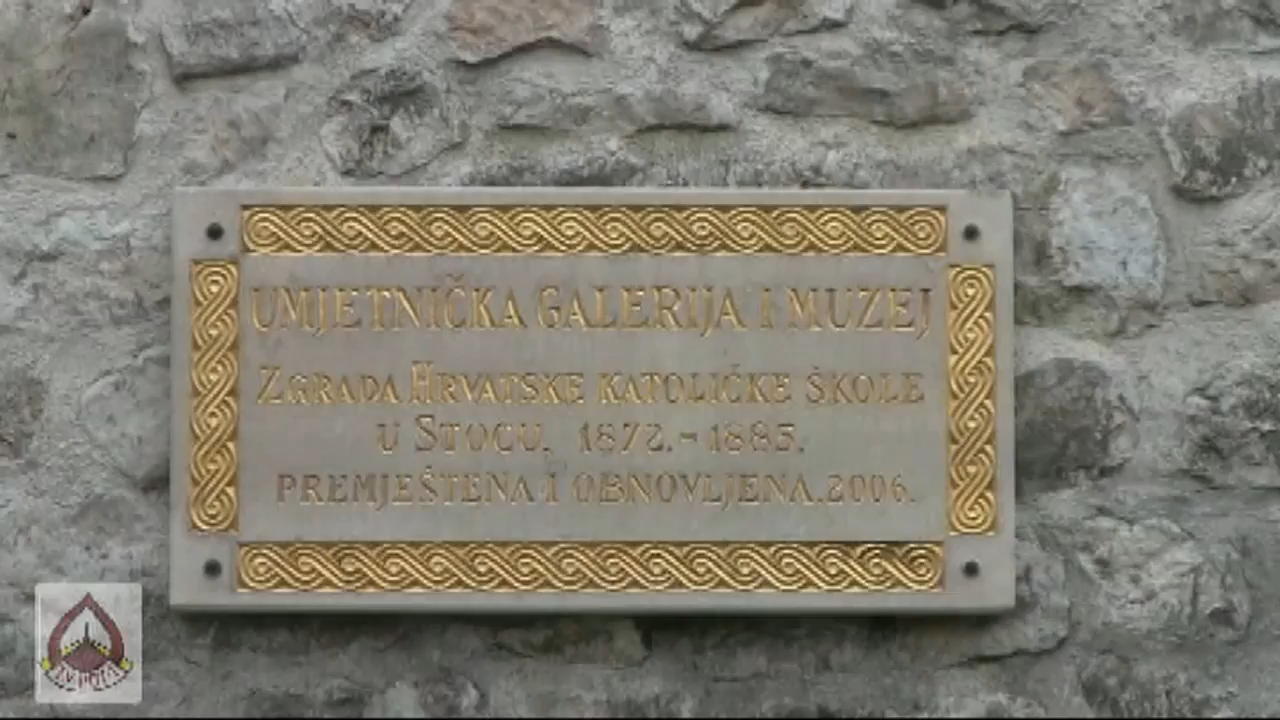 UMJETNIČKA GALERIJA I MUZEJ
ZGRADA HRVATSKE KATOLIČKE ŠKOLE
U STOCU, 1872.-1885.
PREMJEŠTENA I OBNOVLJENA.2006.